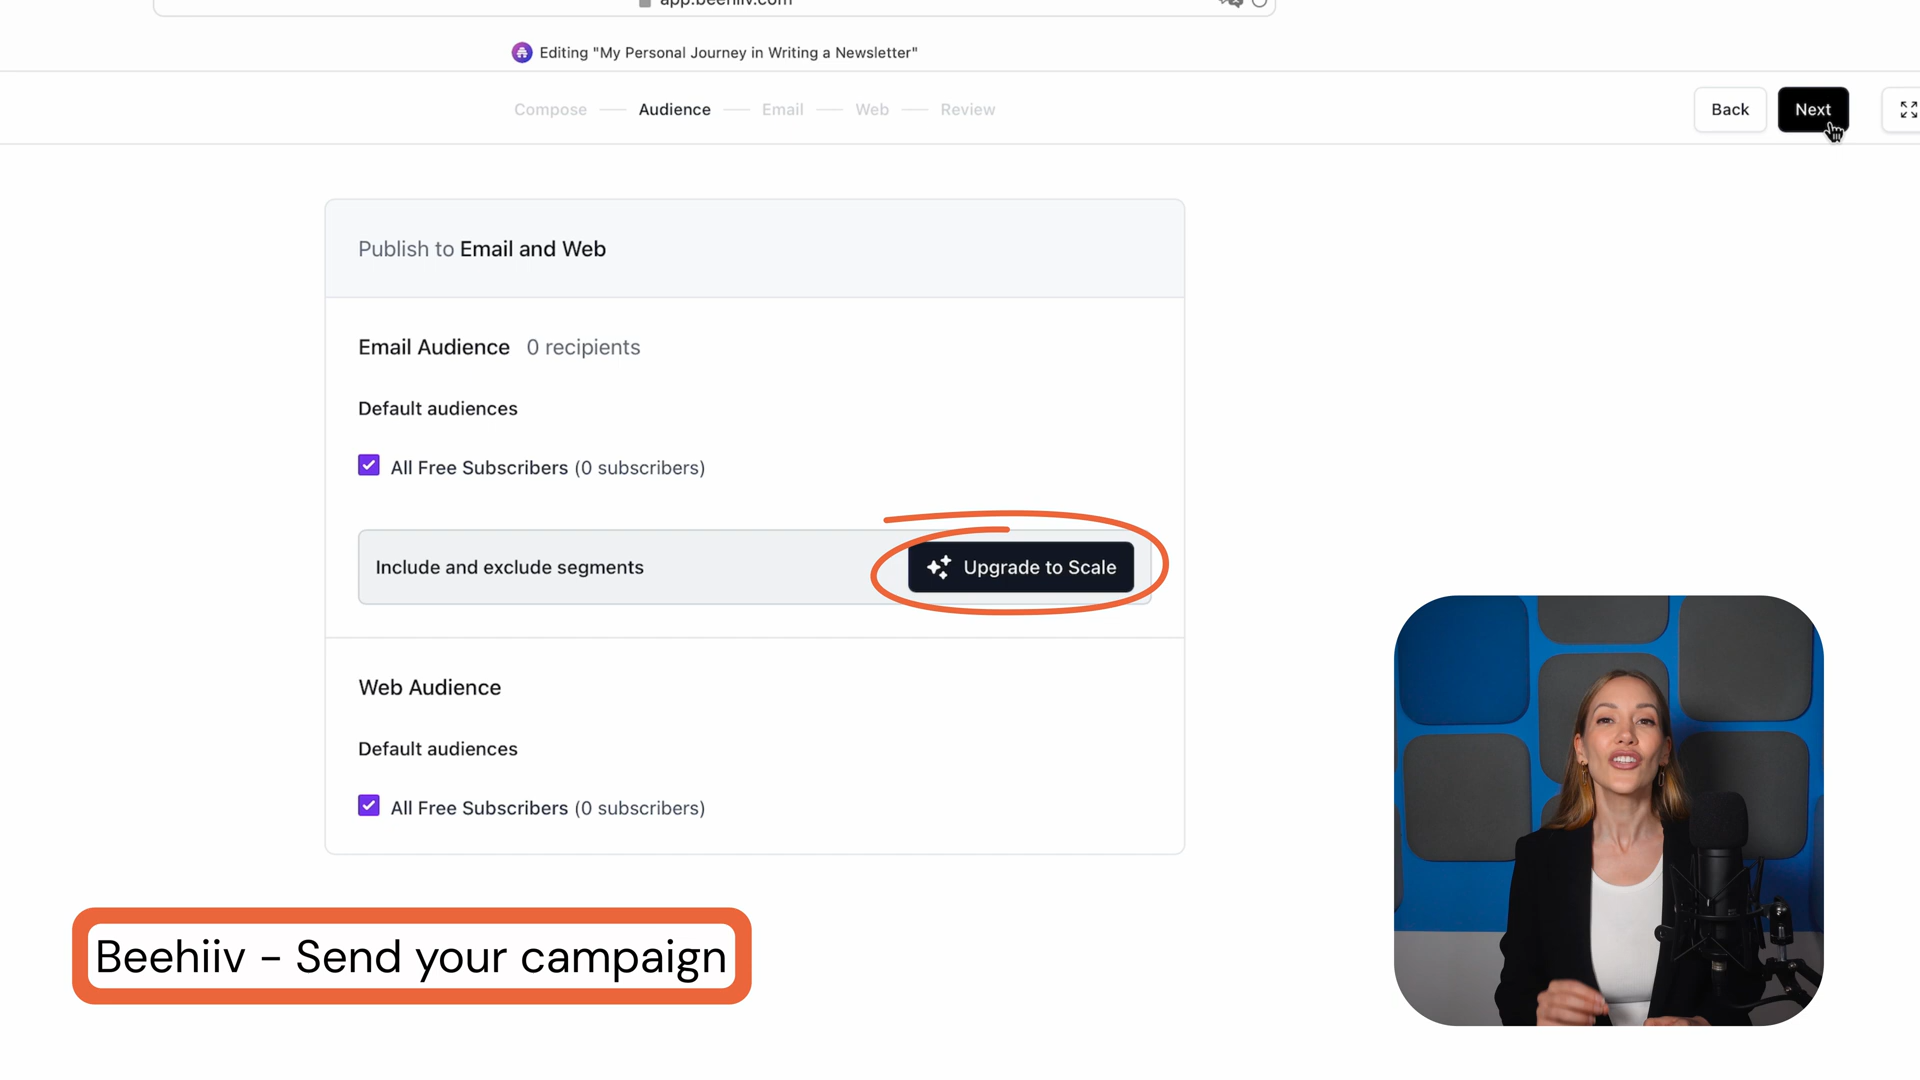 app.beehiiv.com
Editing "My Personal Journey in Writing a Newsletter"
Compose
Audience
Email
Web
Review
Back
Next
Publish to Email and Web
Email Audience 0 recipients
Default audiences
All Free Subscribers (0 subscribers)
Include and exclude segments
Upgrade to Scale
Web Audience
Default audiences
All Free Subscribers (0 subscribers)
Beehiiv - Send your campaign